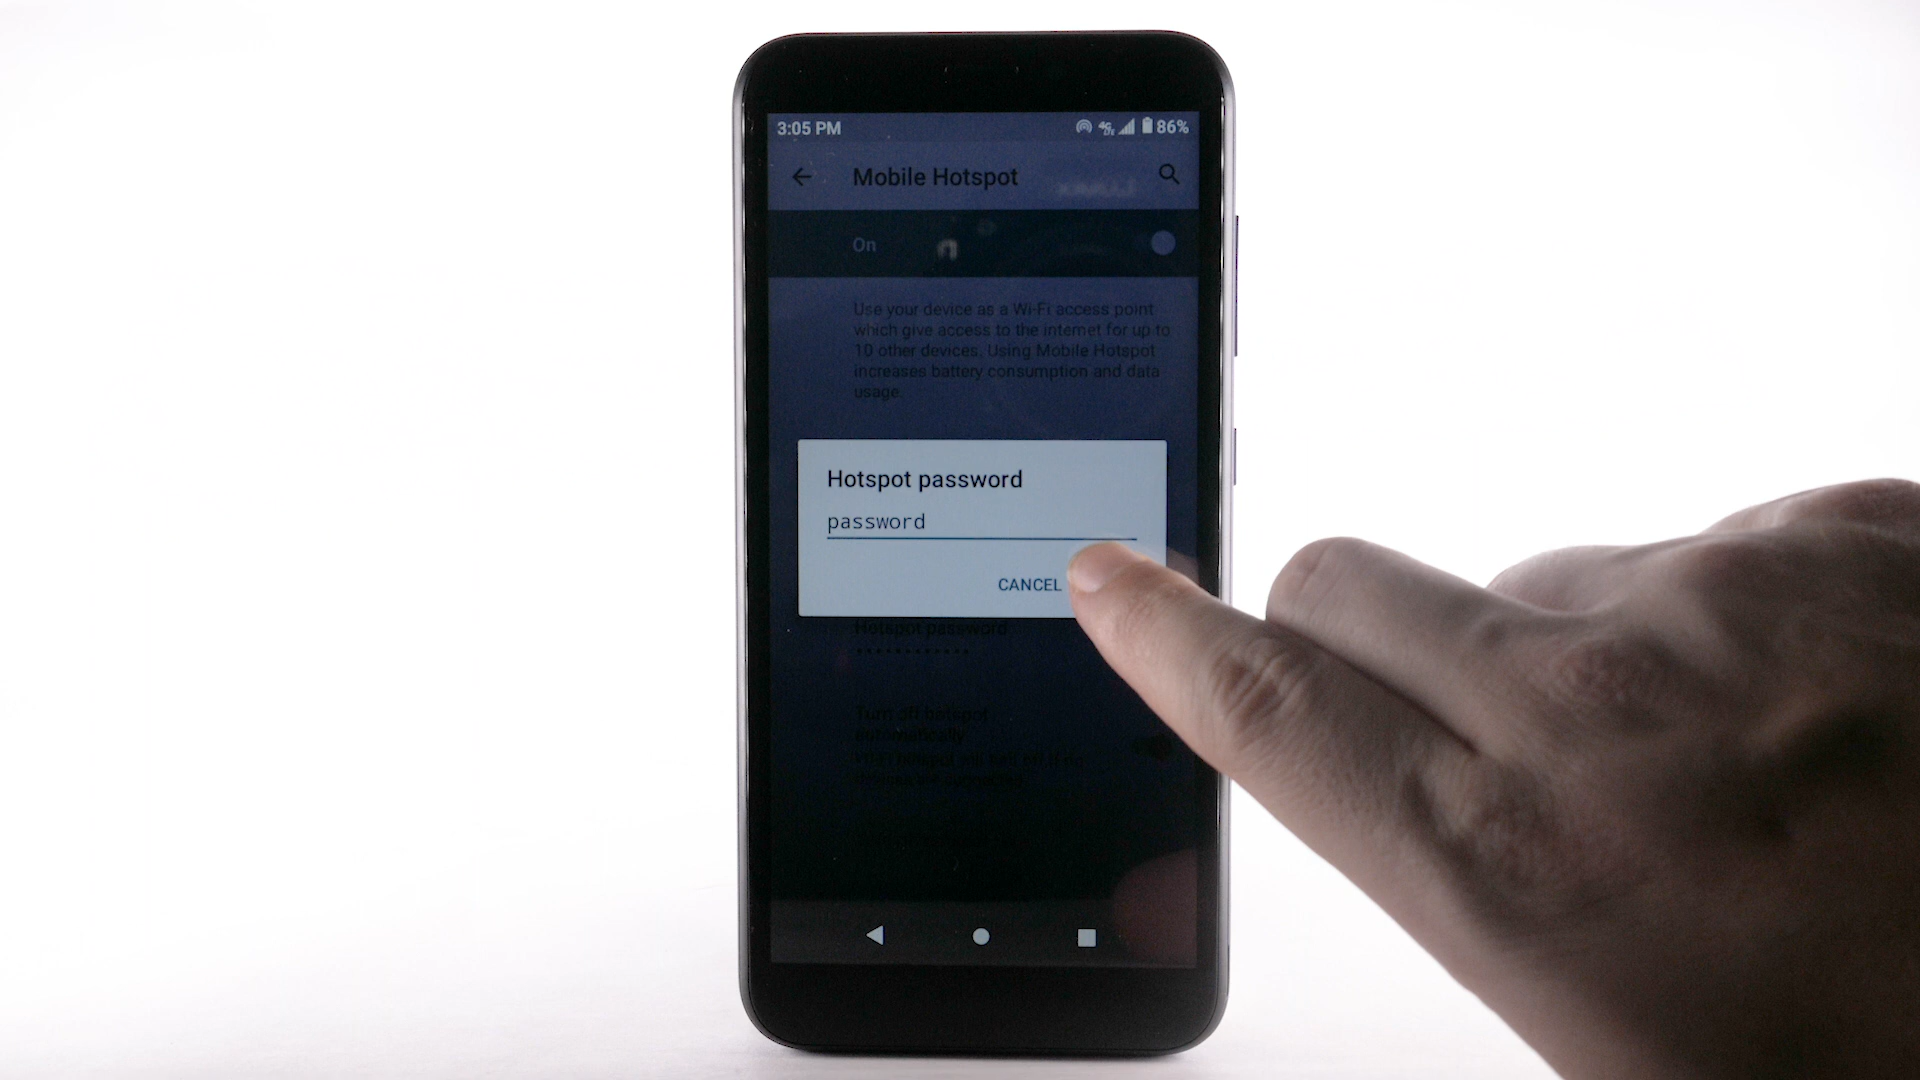 3:05 PM
4G LTE
86%
Mobile Hotspot
On
Use your device as a Wi-Fi access point
which give access to the internet for up to
10 other devices. Using Mobile Hotspot
increases battery consumption and data
usage.
Hotspot password
password
CANCEL
Hotspot password
••••••••••••
Turn off hotspot
automatically